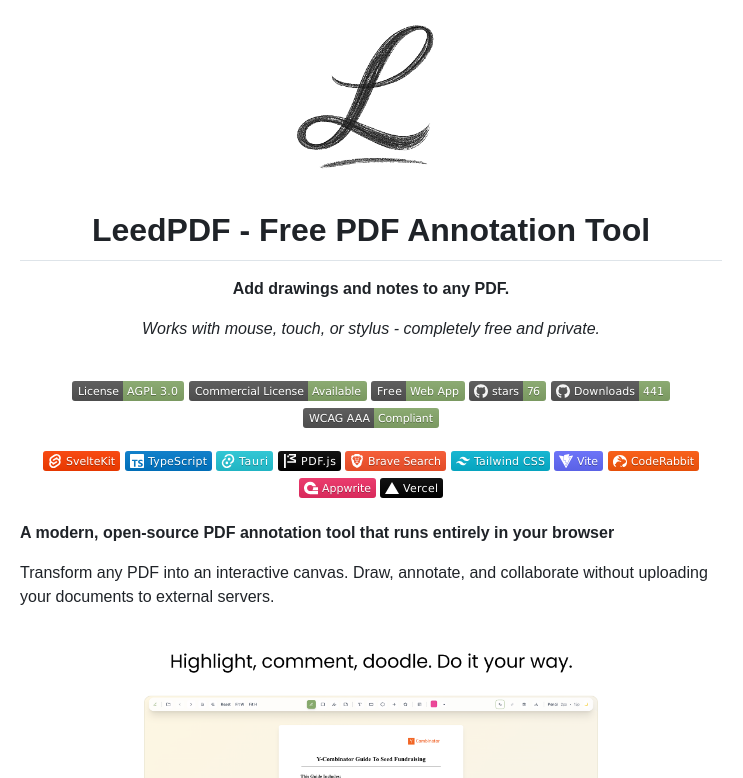 L
LeedPDF - Free PDF Annotation Tool
Add drawings and notes to any PDF.
Works with mouse, touch, or stylus - completely free and private.
License AGPL 3.0 Commercial License Available Free Web App stars 76 Downloads 441
WCAG AAA Compliant
SvelteKit TypeScript Tauri PDF.js Brave Search Tailwind CSS Vite CodeRabbit
Appwrite Vercel
A modern, open-source PDF annotation tool that runs entirely in your browser
Transform any PDF into an interactive canvas. Draw, annotate, and collaborate without uploading
your documents to external servers.
Highlight, comment, doodle. Do it your way.
Y Combinator
Y-Combinator Guide To Seed Fundraising
This Guide Includes: